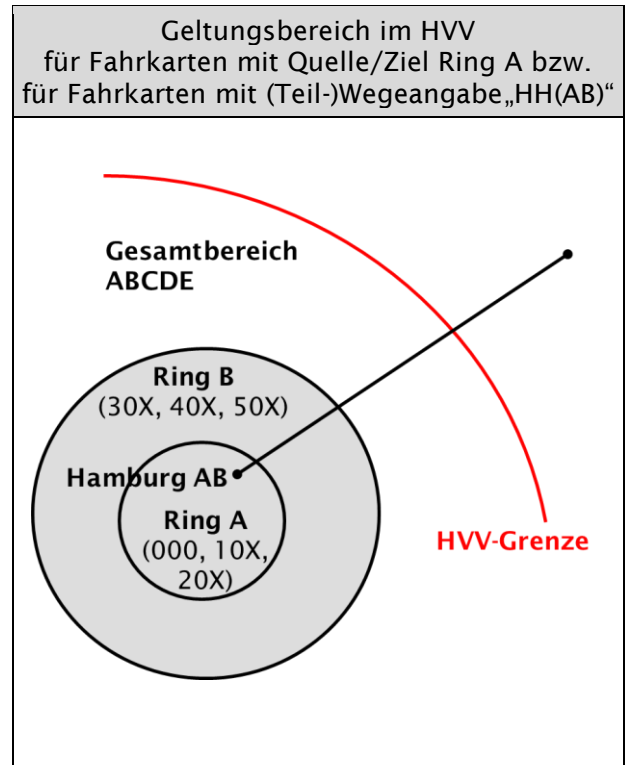 Geltungsbereich im HVV
für Fahrkarten mit Quelle/Ziel Ring A bzw.
für Fahrkarten mit (Teil-)Wegeangabe„HH(AB)“
Gesamtbereich
ABCDE
Ring B
(30X, 40X, 50X)
Hamburg AB
Ring A
(000, 10X,
20X)
HVV-Grenze